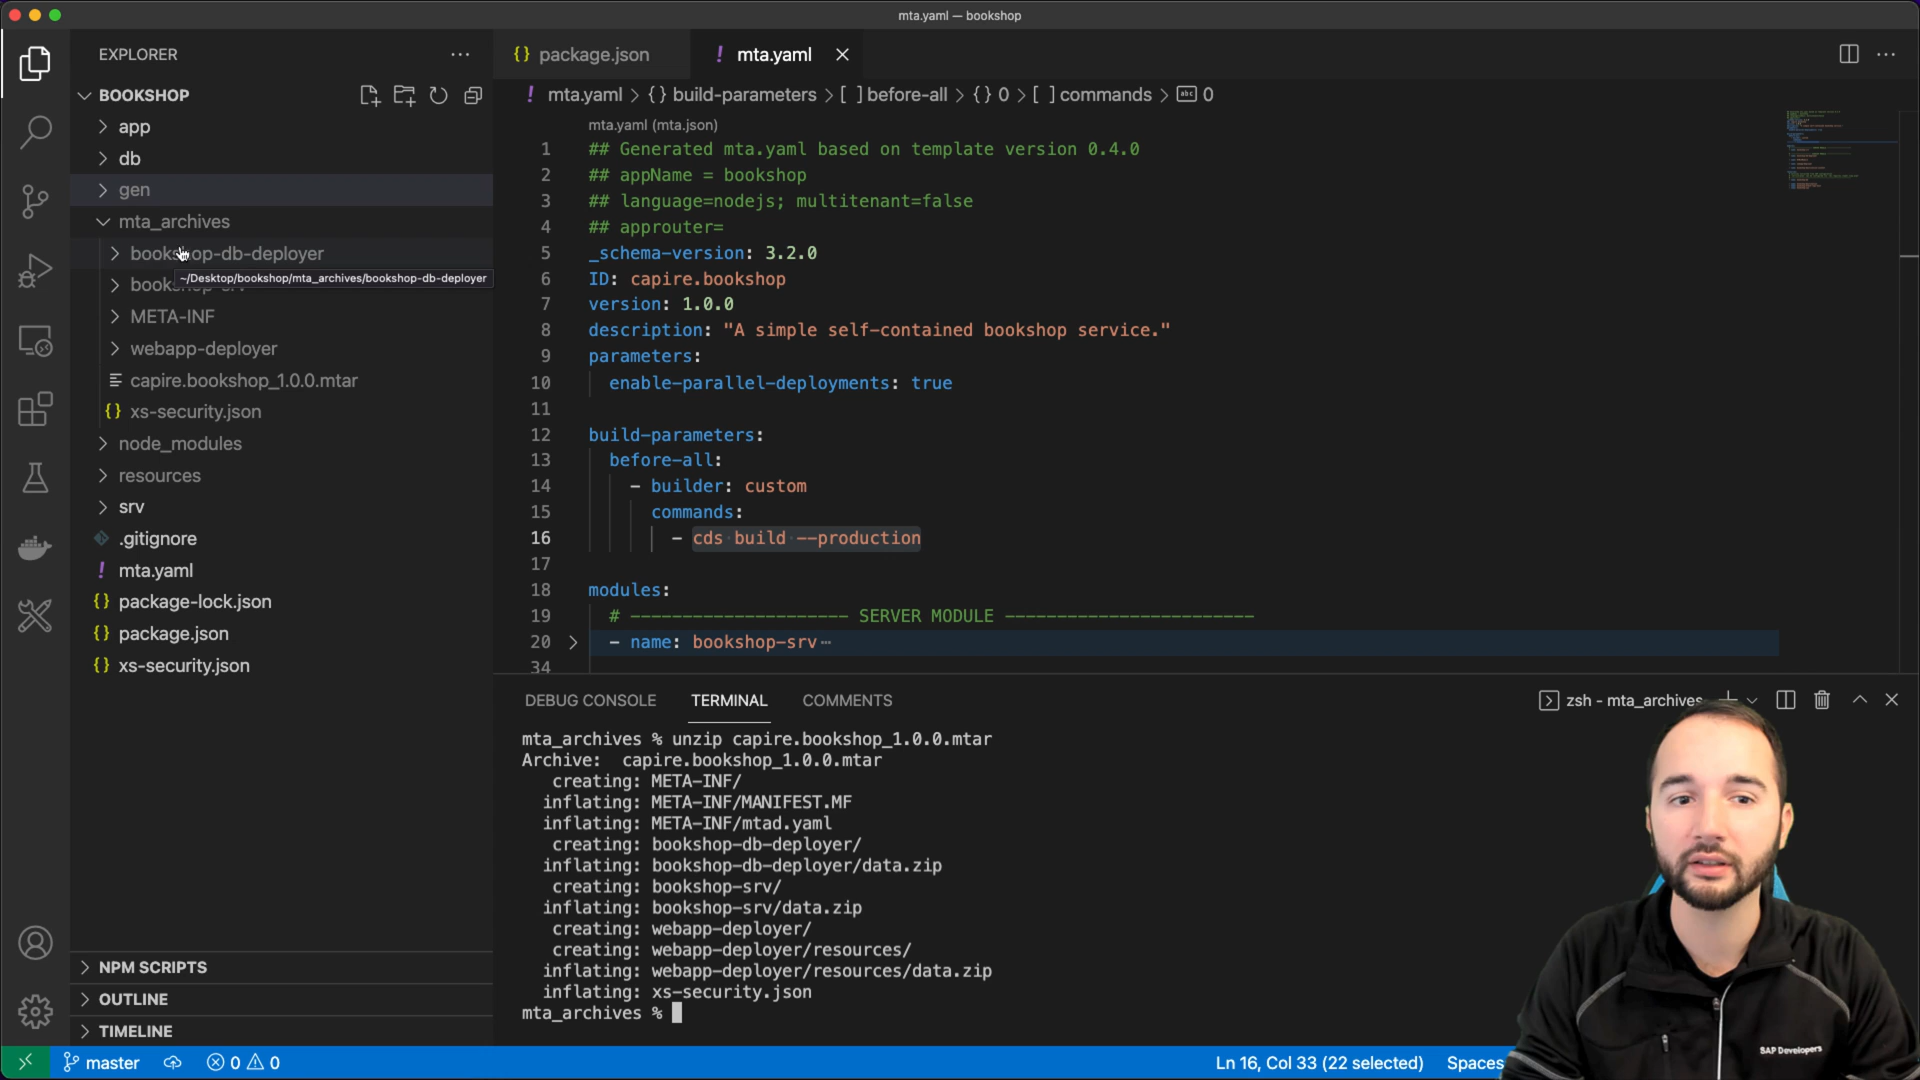 mta.yaml — bookshop
EXPLORER
package.json
mta.yaml
BOOKSHOP
mta.yaml > {} build-parameters > [ ] before-all > {} 0 > [ ] commands > abc 0
app
db
gen
mta_archives
bookshop-db-deployer
~/Desktop/bookshop/mta_archives/bookshop-db-deployer
META-INF
webapp-deployer
capire.bookshop_1.0.0.mtar
xs-security.json
node_modules
resources
srv
.gitignore
mta.yaml
package-lock.json
package.json
xs-security.json
NPM SCRIPTS
OUTLINE
TIMELINE
mta.yaml (mta.json)
1 ## Generated mta.yaml based on template version 0.4.0
2 ## appName = bookshop
3 ## language=nodejs; multitenant=false
4 ## approuter=
5 _schema-version: 3.2.0
6 ID: capire.bookshop
7 version: 1.0.0
8 description: "A simple self-contained bookshop service."
9 parameters:
10 enable-parallel-deployments: true
11
12 build-parameters:
13 before-all:
14 - builder: custom
15 commands:
16 - cds build --production
17
18 modules:
19 # --------------------- SERVER MODULE ------------------------
20 - name: bookshop-srv
34
DEBUG CONSOLE TERMINAL COMMENTS
zsh - mta_archives
mta_archives % unzip capire.bookshop_1.0.0.mtar
Archive: capire.bookshop_1.0.0.mtar
creating: META-INF/
inflating: META-INF/MANIFEST.MF
inflating: META-INF/mtad.yaml
creating: bookshop-db-deployer/
inflating: bookshop-db-deployer/data.zip
creating: bookshop-srv/
inflating: bookshop-srv/data.zip
creating: webapp-deployer/
creating: webapp-deployer/resources/
inflating: webapp-deployer/resources/data.zip
inflating: xs-security.json
mta_archives %
SAP Developers
master
0 0
Ln 16, Col 33 (22 selected)
Spaces